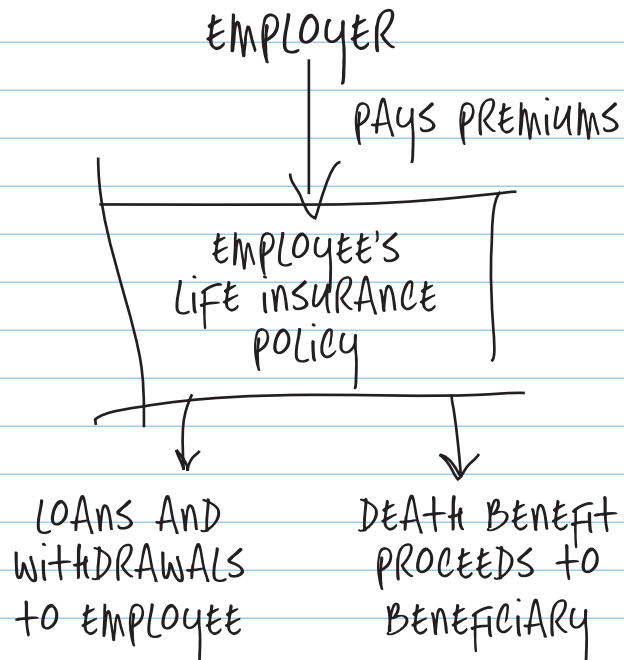 EMPLOYER
PAYS PREMIUMS
EMPLOYEE'S
LIFE INSURANCE
POLICY
LOANS AND
WITHDRAWALS
TO EMPLOYEE
DEATH BENEFIT
PROCEEDS TO
BENEFICIARY